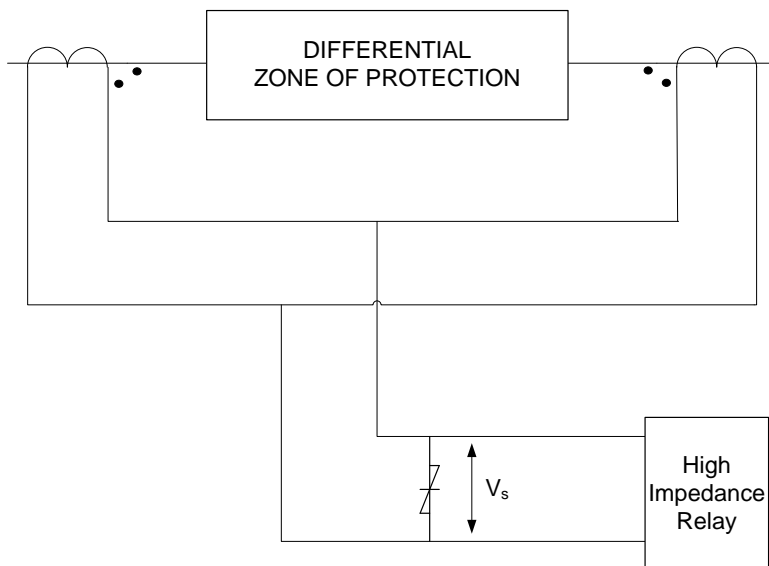 DIFFERENTIAL
ZONE OF PROTECTION
Vs
High
Impedance
Relay